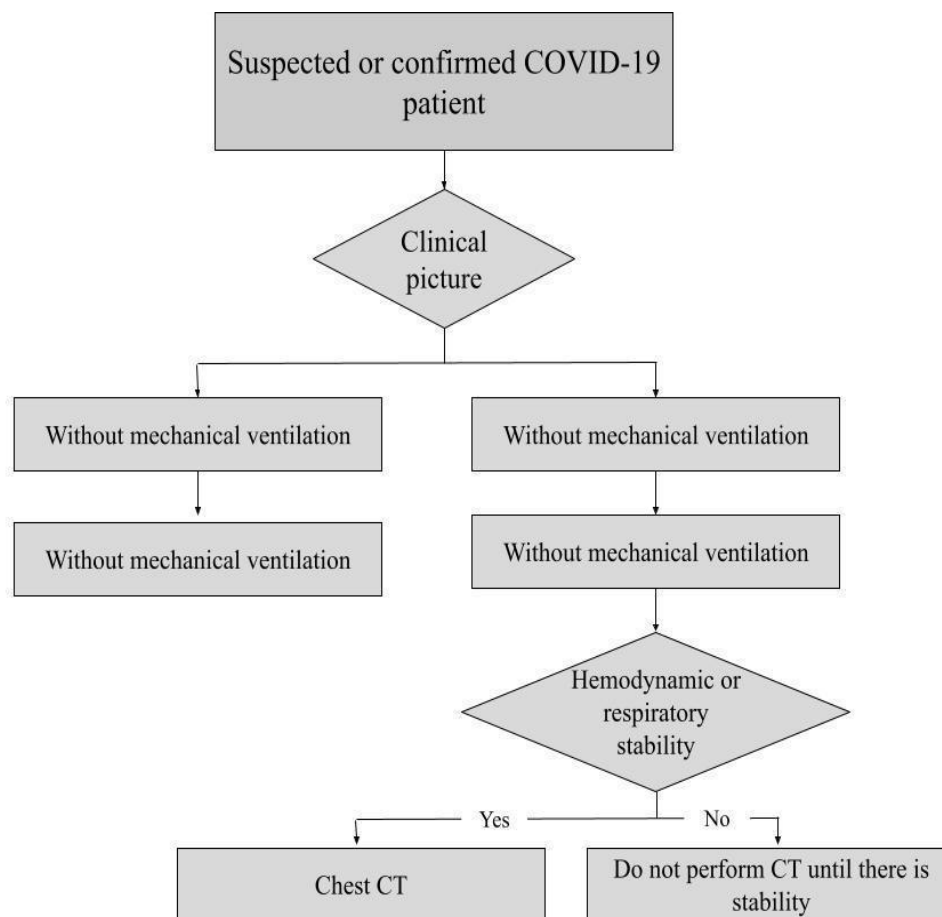 Suspected or confirmed COVID-19
patient
Clinical
picture
Without mechanical ventilation
Without mechanical ventilation
Without mechanical ventilation
Without mechanical ventilation
Hemodynamic or
respiratory
stability
Yes
No
Chest CT
Do not perform CT until there is
stability